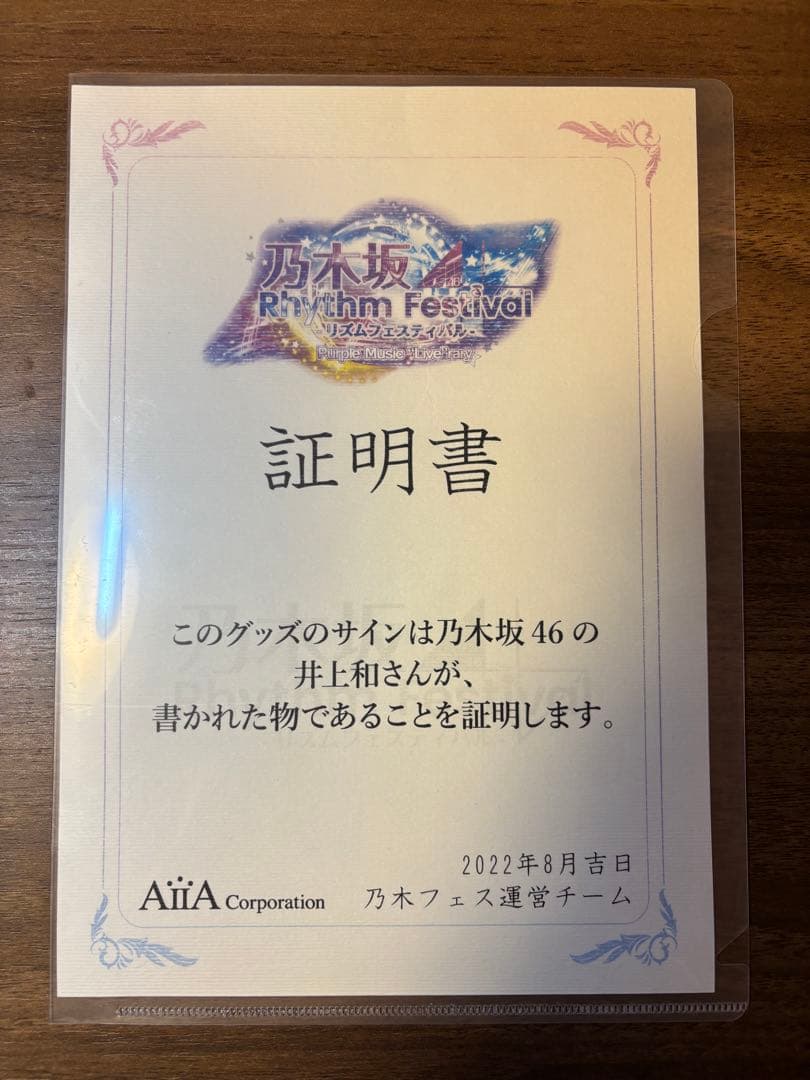 乃木坂46
Rhythm Festival
-リズムフェスティバル-
Purple Music "Live"rary
証明書
このグッズのサインは乃木坂46の
井上和さんが、
書かれた物であることを証明します。
2022年8月吉日
AiiA Corporation
乃木フェス運営チーム